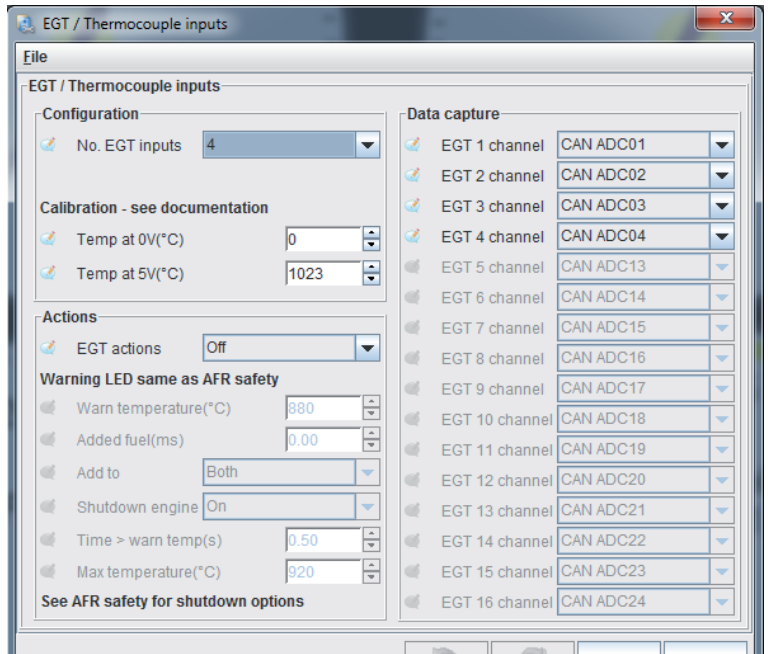 EGT / Thermocouple inputs
File
EGT / Thermocouple inputs
Configuration
No. EGT inputs 4
Calibration - see documentation
Temp at 0V(°C) 0
Temp at 5V(°C) 1023
Actions
EGT actions Off
Warning LED same as AFR safety
Warn temperature(°C) 880
Added fuel(ms) 0.00
Add to Both
Shutdown engine On
Time > warn temp(s) 0.50
Max temperature(°C) 920
See AFR safety for shutdown options
Data capture
EGT 1 channel CAN ADC01
EGT 2 channel CAN ADC02
EGT 3 channel CAN ADC03
EGT 4 channel CAN ADC04
EGT 5 channel CAN ADC13
EGT 6 channel CAN ADC14
EGT 7 channel CAN ADC15
EGT 8 channel CAN ADC16
EGT 9 channel CAN ADC17
EGT 10 channel CAN ADC18
EGT 11 channel CAN ADC19
EGT 12 channel CAN ADC20
EGT 13 channel CAN ADC21
EGT 14 channel CAN ADC22
EGT 15 channel CAN ADC23
EGT 16 channel CAN ADC24